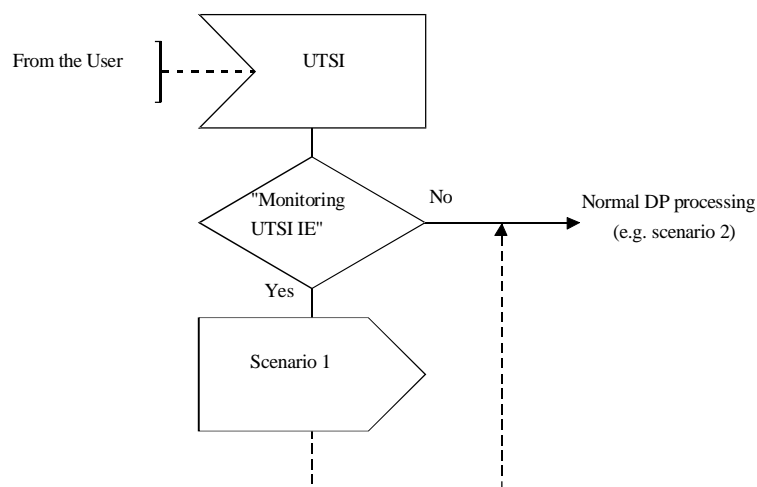 From the User
UTSI
"Monitoring
UTSI IE"
No
Normal DP processing
(e.g. scenario 2)
Yes
Scenario 1